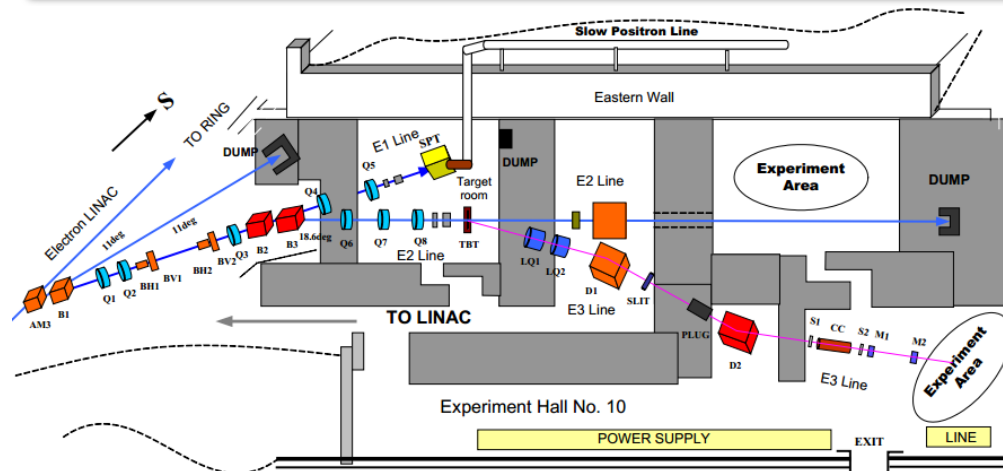 Slow Positron Line
Eastern Wall
S
TO RING
Electron LINAC
DUMP
11deg
11deg
E1 Line
SPT
Q5
Q4
Target
room
DUMP
E2 Line
Experiment
Area
DUMP
AM3
B1
Q1
Q2
BH1
BV1
BH2
BV2
Q3
B2
B3
18.6deg
Q6
Q7
Q8
TBT
E2 Line
LQ1
LQ2
D1
SLIT
E3 Line
PLUG
D2
S1
CC
S2
M1
M2
E3 Line
Experiment
Area
TO LINAC
Experiment Hall No. 10
POWER SUPPLY
EXIT
LINE